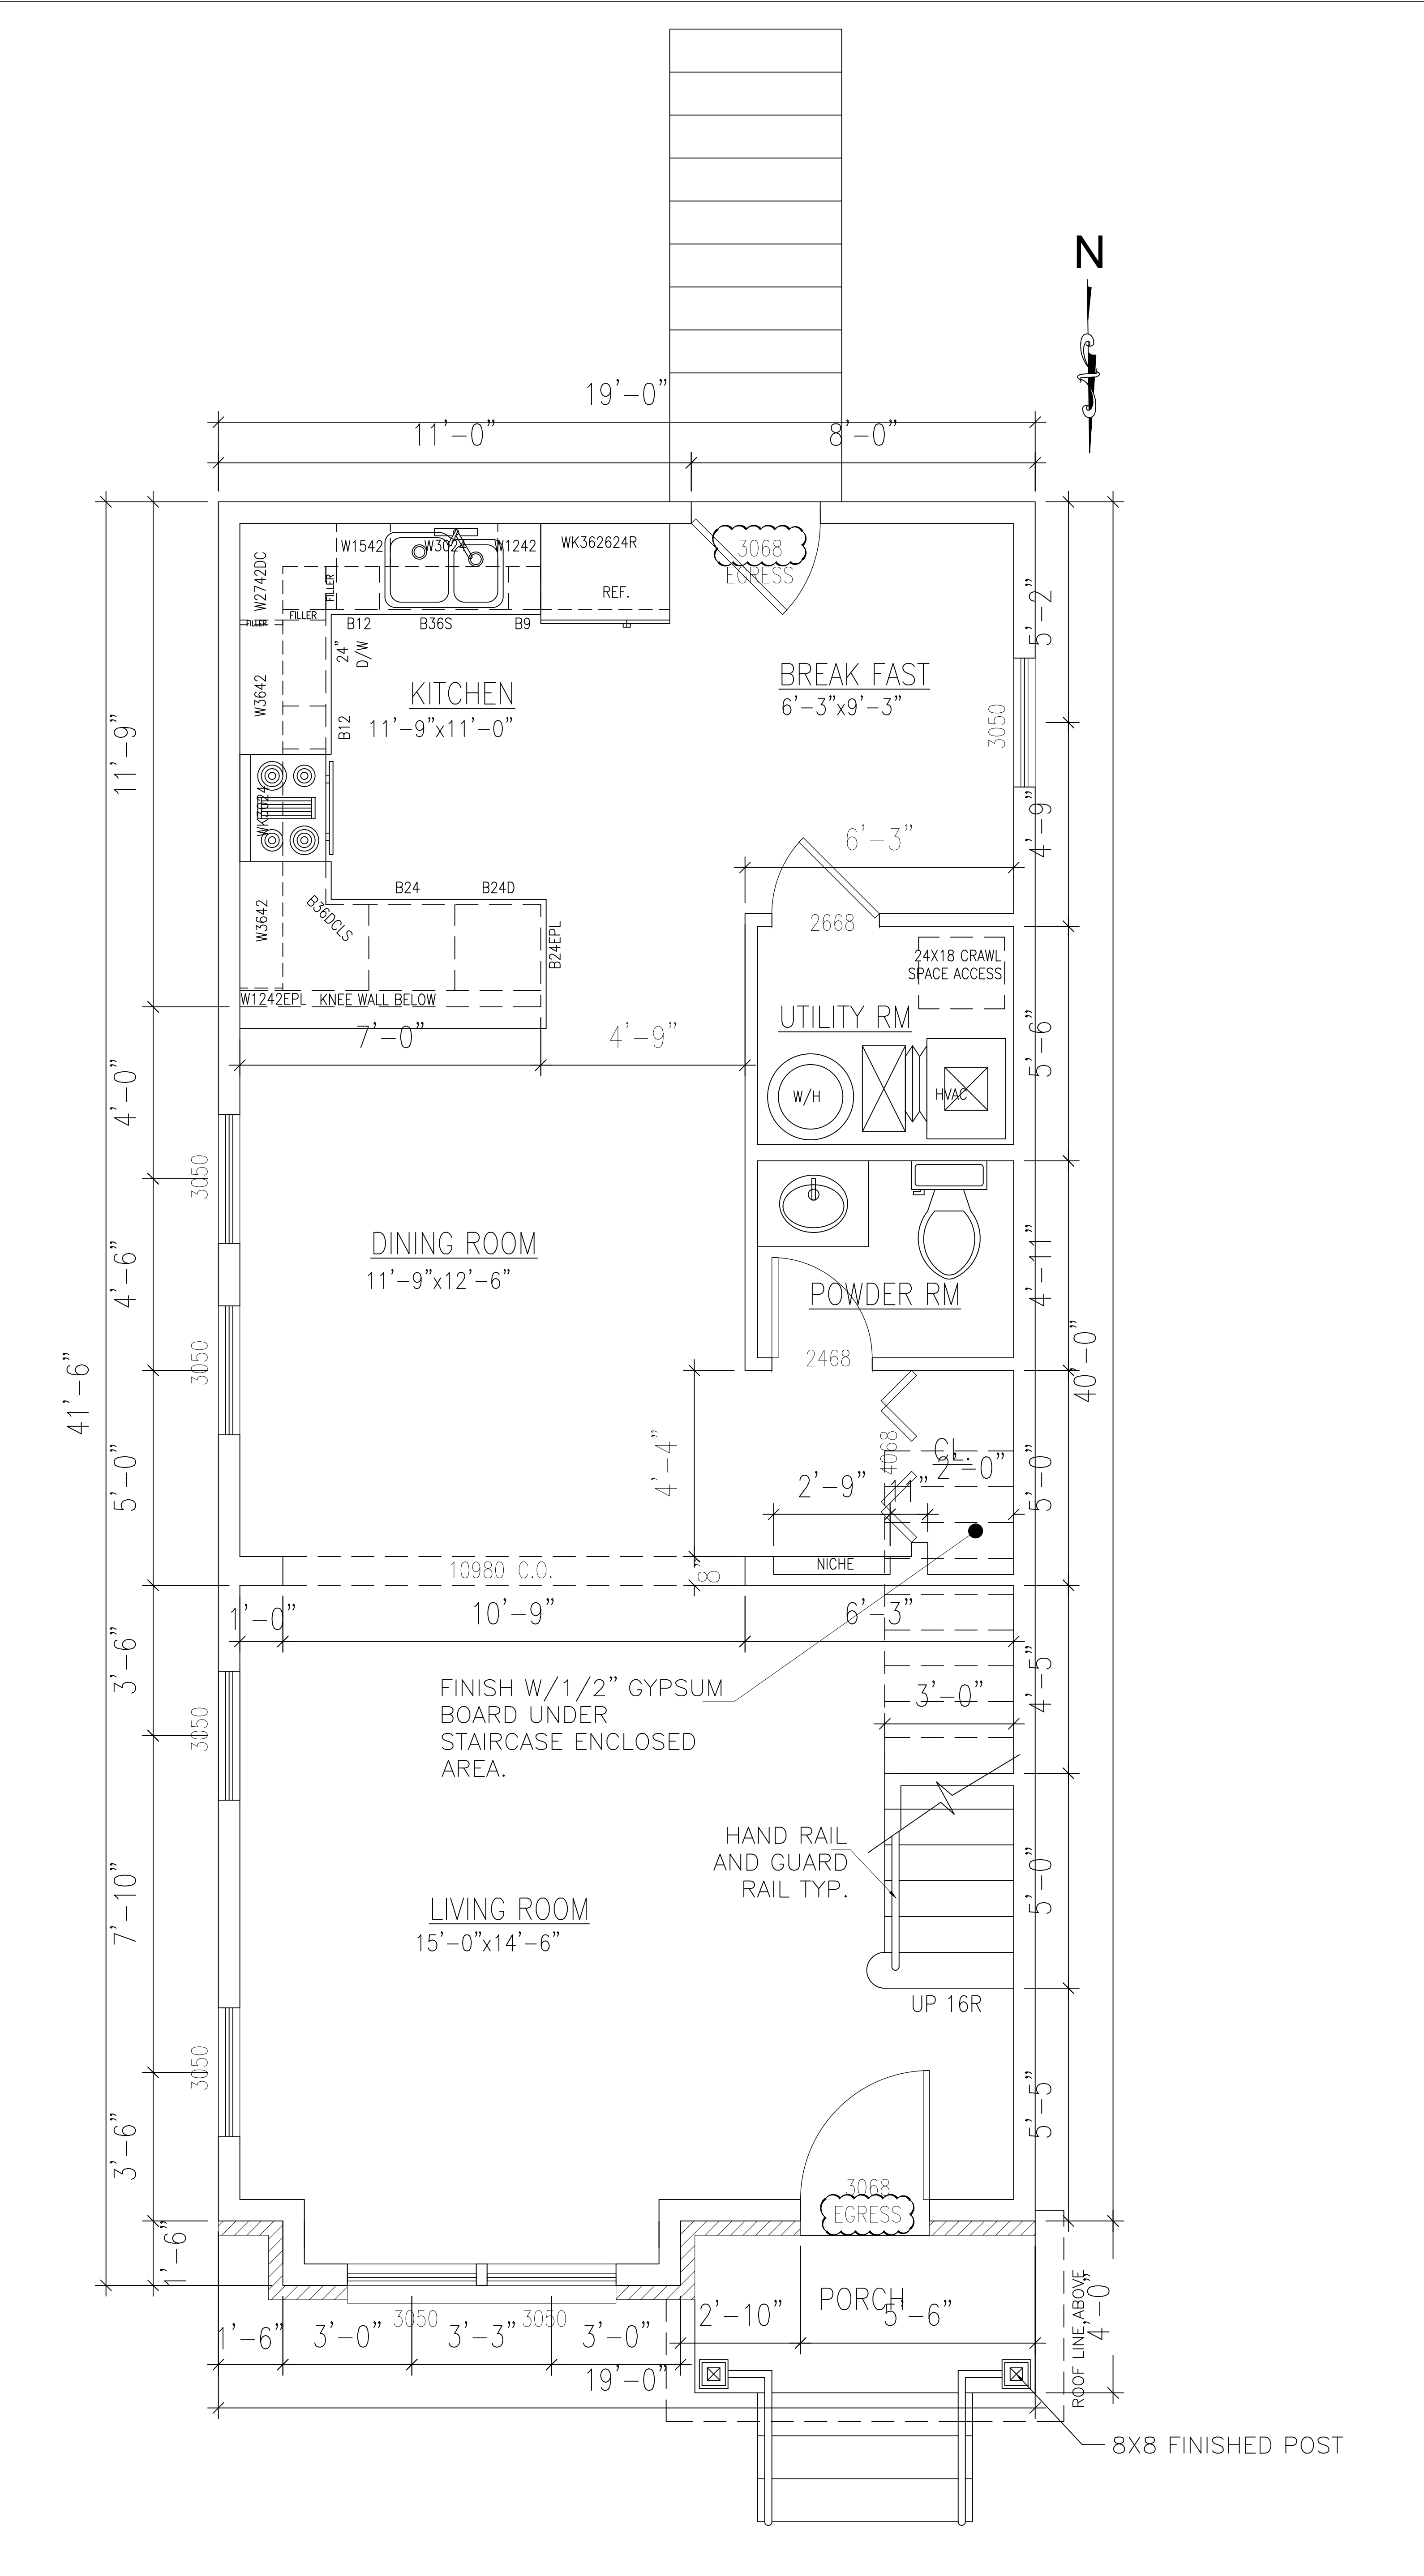 N
19'-0"
11'-0"
8'-0"
W1542
W3024
W1242
WK362624R
3068
EGRESS
W2742DC
FILLER
FILLER
FILLER
REF.
B12
B36S
B9
24"
D/W
5'-2"
KITCHEN
11'-9"x11'-0"
BREAK FAST
6'-3"x9'-3"
W3642
B12
3050
11'-9"
WK3024
6'-3"
4'-9"
B24
B24D
B36DCLS
W3642
B24EPL
2668
24X18 CRAWL
SPACE ACCESS
W1242EPL
KNEE WALL BELOW
7'-0"
4'-9"
UTILITY RM
5'-6"
4'-0"
W/H
HVAC
3050
DINING ROOM
11'-9"x12'-6"
4'-6"
POWDER RM
4'-11"
3050
2468
41'-6"
40'-0"
4'-4"
4068
CL.
2'-0"
2'-9"
11"
5'-0"
5'-0"
10980 C.O.
8"
NICHE
1'-0"
10'-9"
6'-3"
3'-6"
FINISH W/1/2" GYPSUM
BOARD UNDER
STAIRCASE ENCLOSED
AREA.
3'-0"
4'-5"
3050
HAND RAIL
AND GUARD
RAIL TYP.
5'-0"
7'-10"
LIVING ROOM
15'-0"x14'-6"
UP 16R
3050
3'-6"
5'-5"
3068
EGRESS
1'-6"
PORCH
3050
3050
1'-6"
3'-0"
3'-3"
3'-0"
2'-10"
5'-6"
ROOF LINE ABOVE
4'-0"
19'-0"
8X8 FINISHED POST